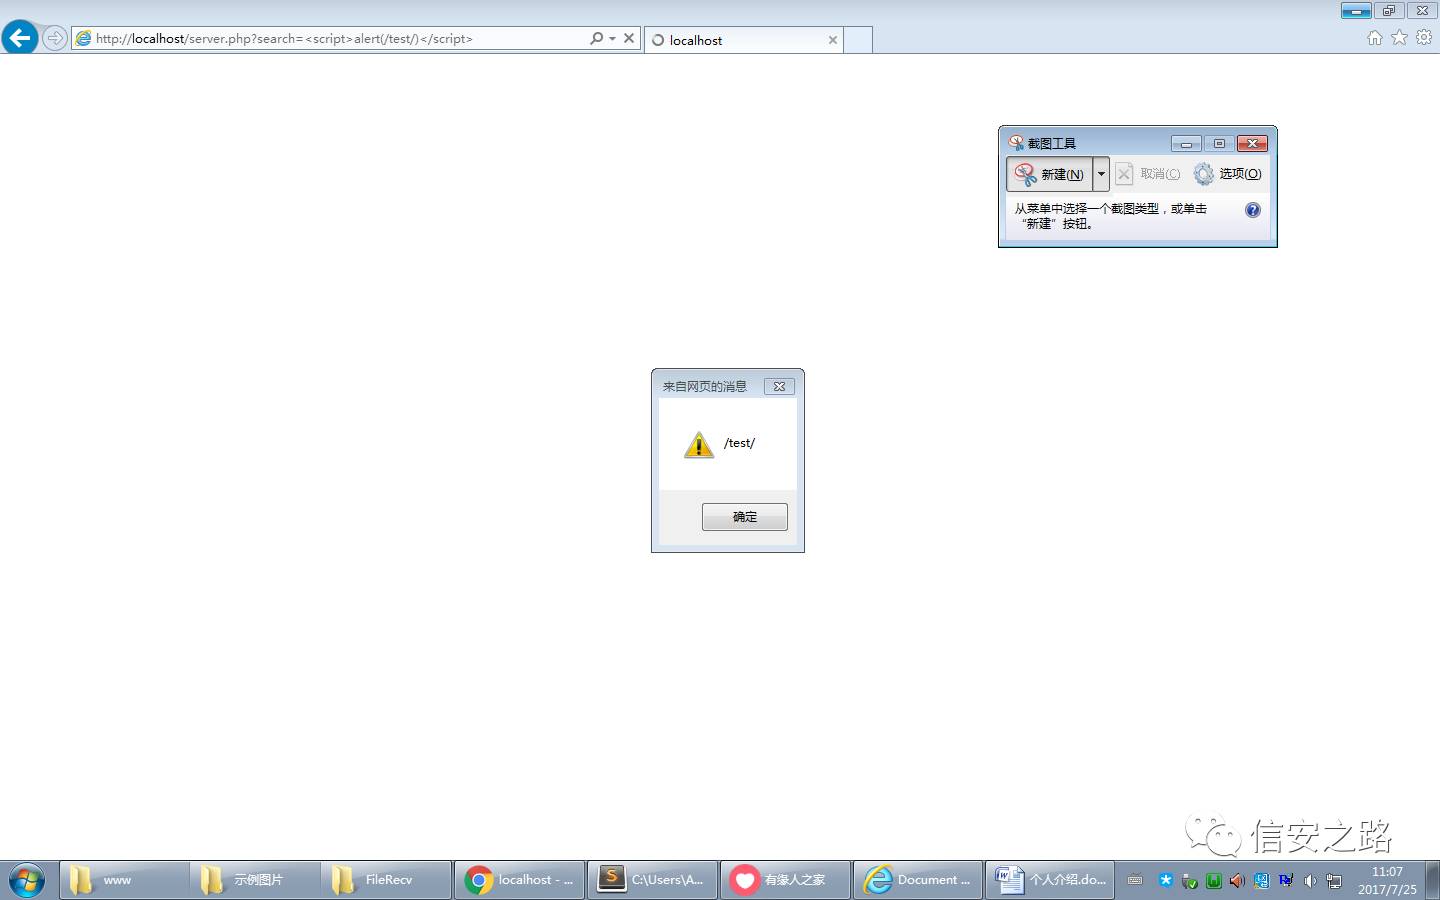 http://localhost/server.php?search=<script>alert(/test/)</script>
localhost
截图工具
新建(N)
取消(C)
选项(O)
从菜单中选择一个截图类型，或单击
“新建”按钮。
来自网页的消息
/test/
确定
信安之路
www
示例图片
FileRecv
localhost - ...
C:\Users\A...
有缘人之家
Document ...
个人介绍.do...
11:07
2017/7/25